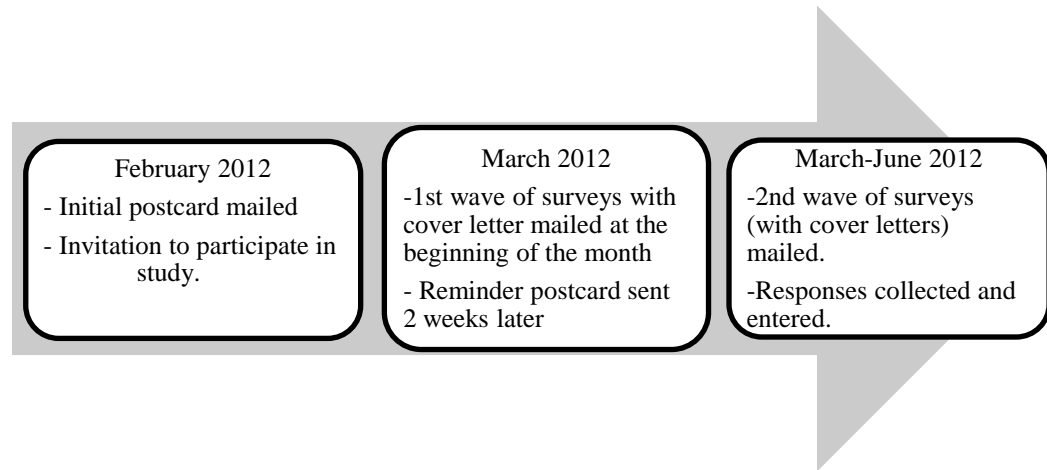 February 2012
- Initial postcard mailed
- Invitation to participate in
study.
March 2012
-1st wave of surveys with
cover letter mailed at the
beginning of the month
- Reminder postcard sent
2 weeks later
March-June 2012
-2nd wave of surveys
(with cover letters)
mailed.
-Responses collected and
entered.